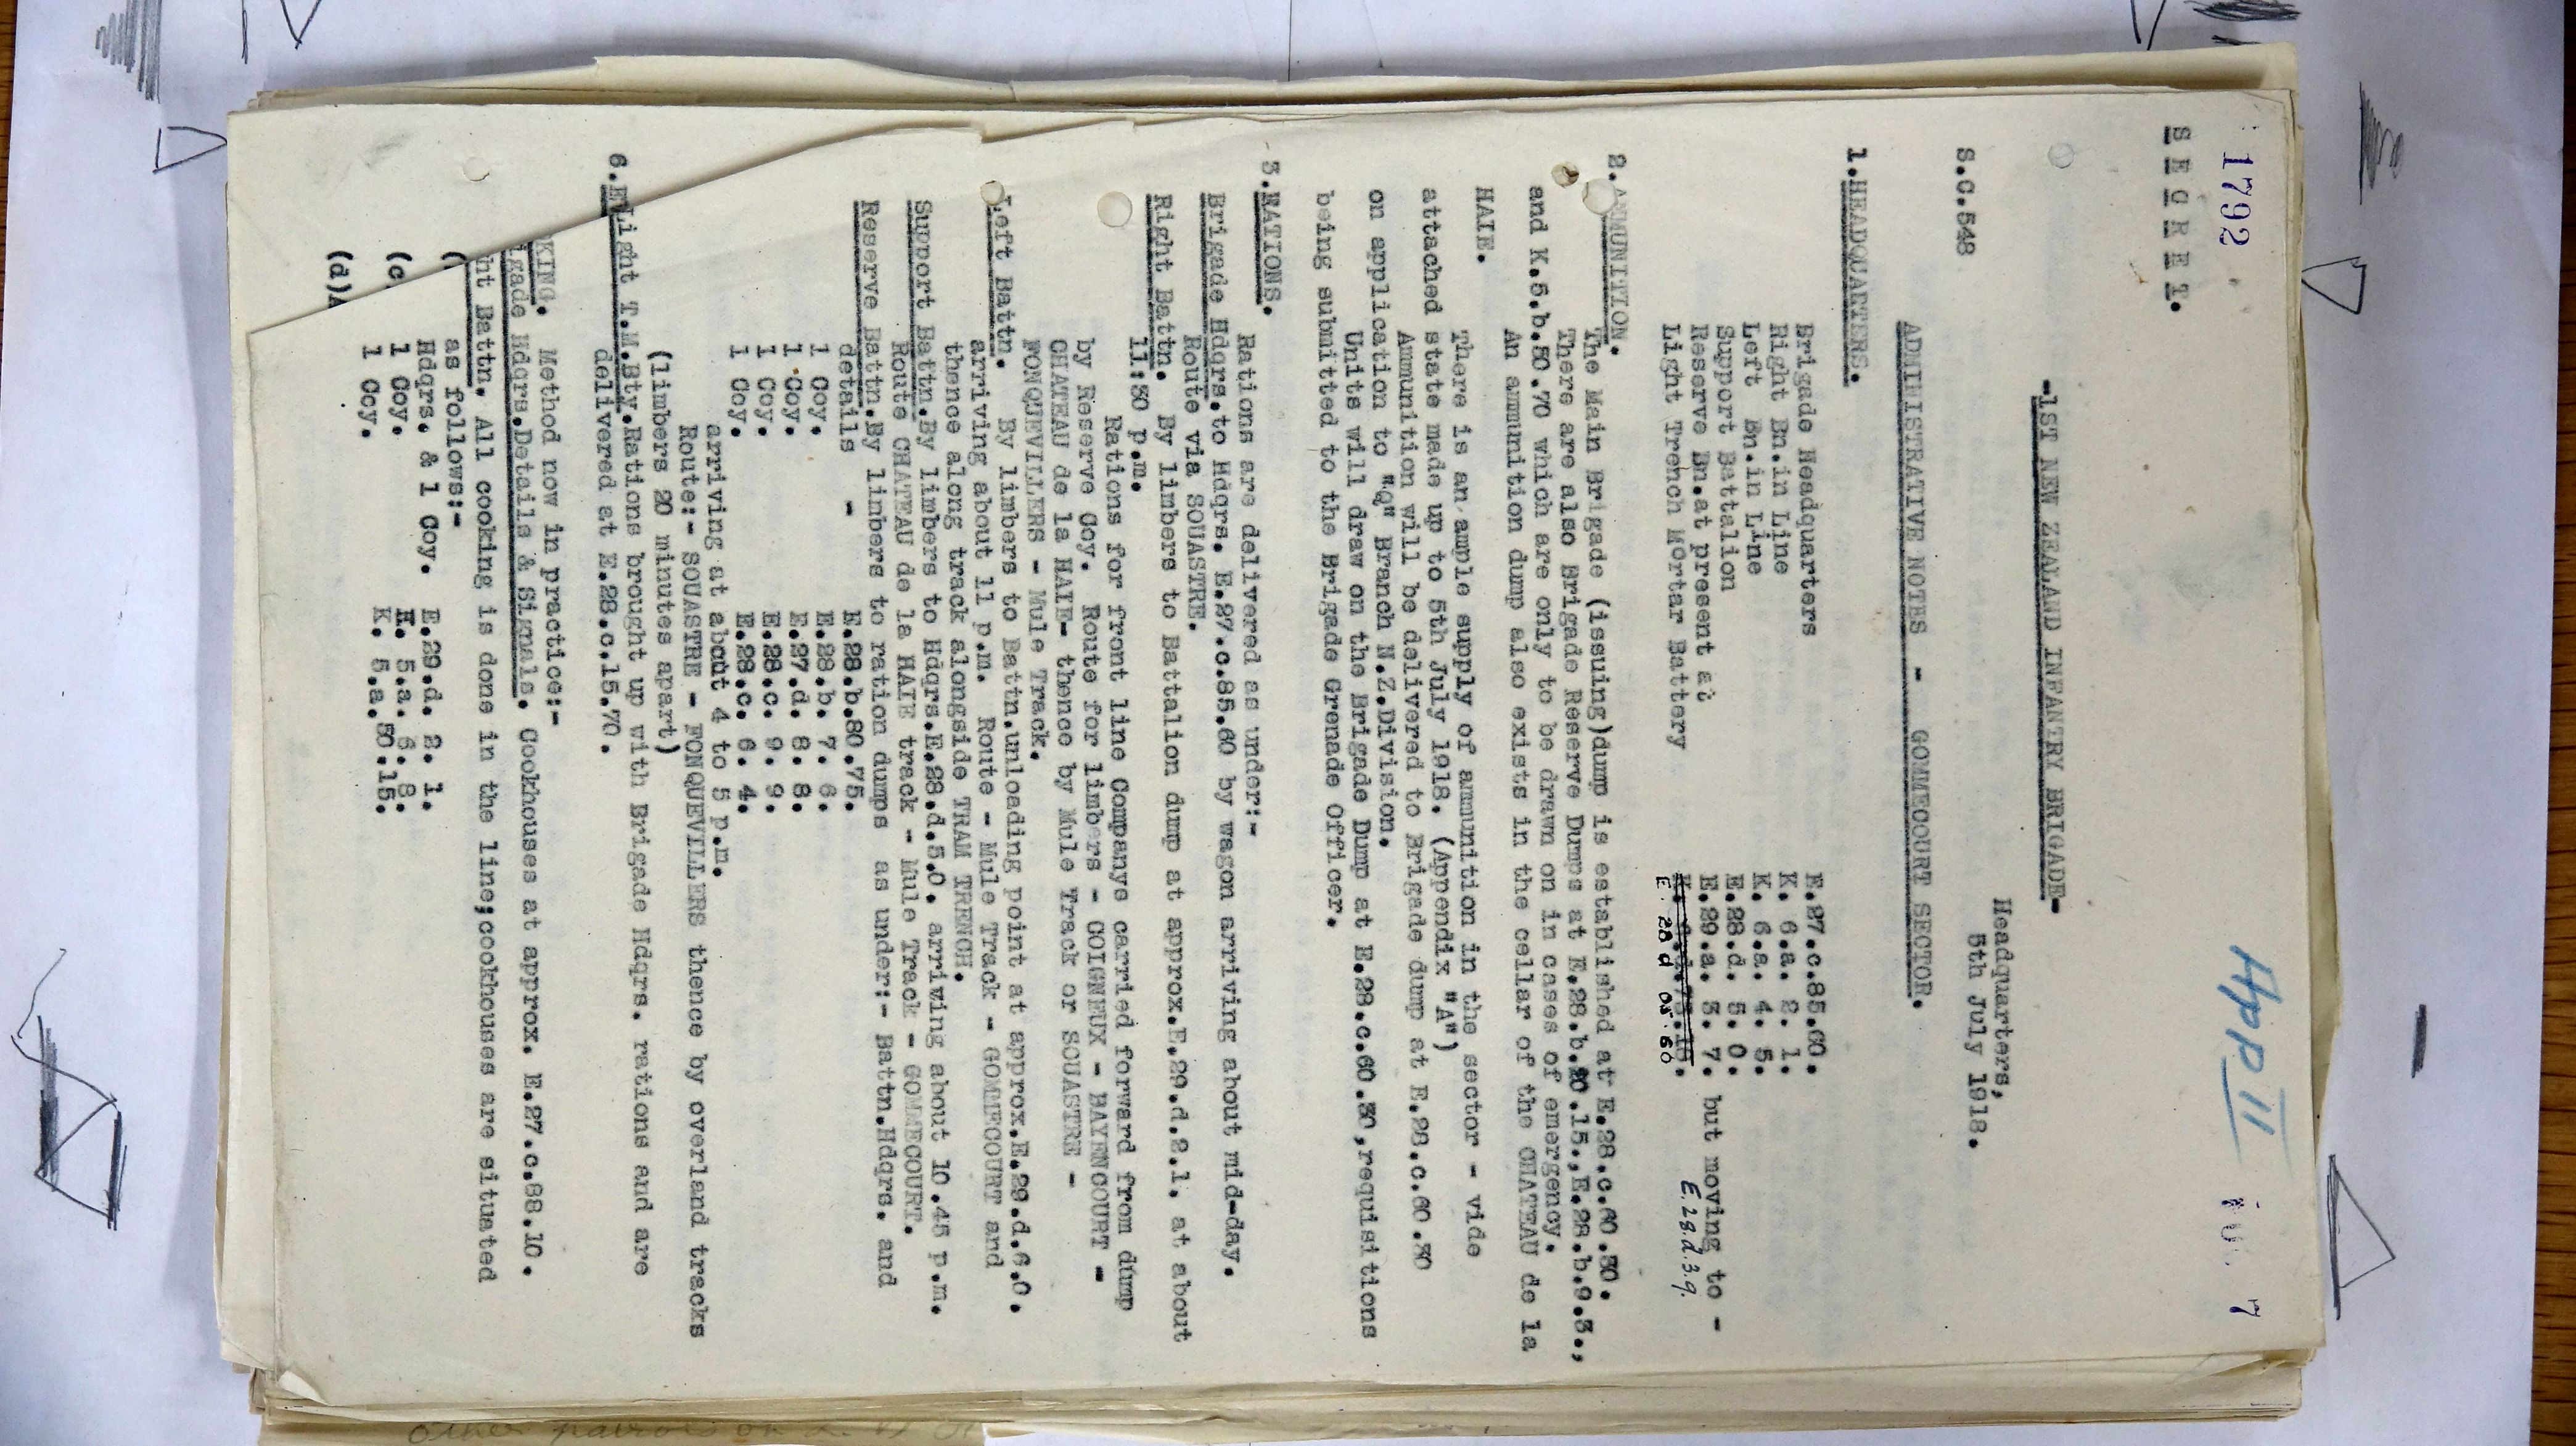 1792
App II
7
S E C R E T.
-1ST NEW ZEALAND INFANTRY BRIGADE-
Headquarters,
S.C.548 5th July 1918.
ADMINISTRATIVE NOTES - GOMMECOURT SECTOR.
1.HEADQUATERS.
Brigade Headquarters E.27.c.85.60.
Right Bn.in Line K. 6.a. 2. 1.
Left Bn.in Line K. 6.a. 4. 5.
Support Battalion E.28.d. 5. 0.
Reserve Bn.at present at E.29.a. 3. 7. but moving to -
Light Trench Mortar Battery E.28.d.3.9.
E. 28 d 05.60
2.AMMUNITION.
The Main Brigade (issuing)dump is established at E.28.c.60.30.
There are also Brigade Reserve Dumps at E.28.b.20.15.,E.28.b.9.3.,
and K.5.b.50.70 which are only to be drawn on in cases of emergency.
An ammunition dump also exists in the cellar of the CHATEAU de la
HAIE.
There is an ample supply of ammunition in the sector - vide
attached state made up to 5th July 1918. (Appendix "A")
Ammunition will be delivered to Brigade dump at E.28.c.60.30
on application to "Q" Branch N.Z.Division.
Units will draw on the Brigade Dump at E.28.c.60.30,requisitions
being submitted to the Brigade Grenade Officer.
3.RATIONS.
Rations are delivered as under:-
Brigade Hdqrs.to Hdqrs. E.27.c.85.60 by wagon arriving about mid-day.
Route via SOUASTRE.
Right Battn. By limbers to Battalion dump at approx.E.29.d.2.1. at about
11:30 p.m.
Rations for front line Companys carried forward from dump
by Reserve Coy. Route for limbers - COIGNEUX - BAYENCOURT -
CHATEAU de la HAIE- thence by Mule Track or SOUASTRE -
FONQUEVILLERS - Mule Track.
Left Battn. By limbers to Battn.unloading point at approx.E.29.d.6.0.
arriving about 11 p.m. Route - Mule Track - GOMMECOURT and
thence along track alongside TRAM TRENCH.
Support Battn.By limbers to Hdqrs.E.28.d.5.0. arriving about 10.45 p.m.
Route CHATEAU de la HAIE track - Mule Track - GOMMECOURT.
Reserve Battn.By limbers to ration dumps as under:- Battn.Hdqrs. and
details - E.28.b.80.75.
1 Coy. E.28.b. 7. 6.
1 Coy. E.27.d. 8. 8.
1 Coy. E.28.c. 9. 9.
1 Coy. E.28.c. 6. 4.
arriving at about 4 to 5 p.m.
Route:- SOUASTRE - FONQUEVILLERS thence by overland tracks
(limbers 20 minutes apart)
6. Light T.M.Bty.Rations brought up with Brigade Hdqrs. rations and are
delivered at E.28.c.15.70.
KING. Method now in practice:-
igade Hdqrs.Details & Signals. Cookhouses at approx. E.27.c.88.10.
ht Battn. All cooking is done in the line;cookhouses are situated
as follows:-
( Hdqrs. & 1 Coy. E.29.d. 2. 1.
(c 1 Coy. K. 5.a. 6. 8.
1 Coy. K. 5.a.50.15.
(d)